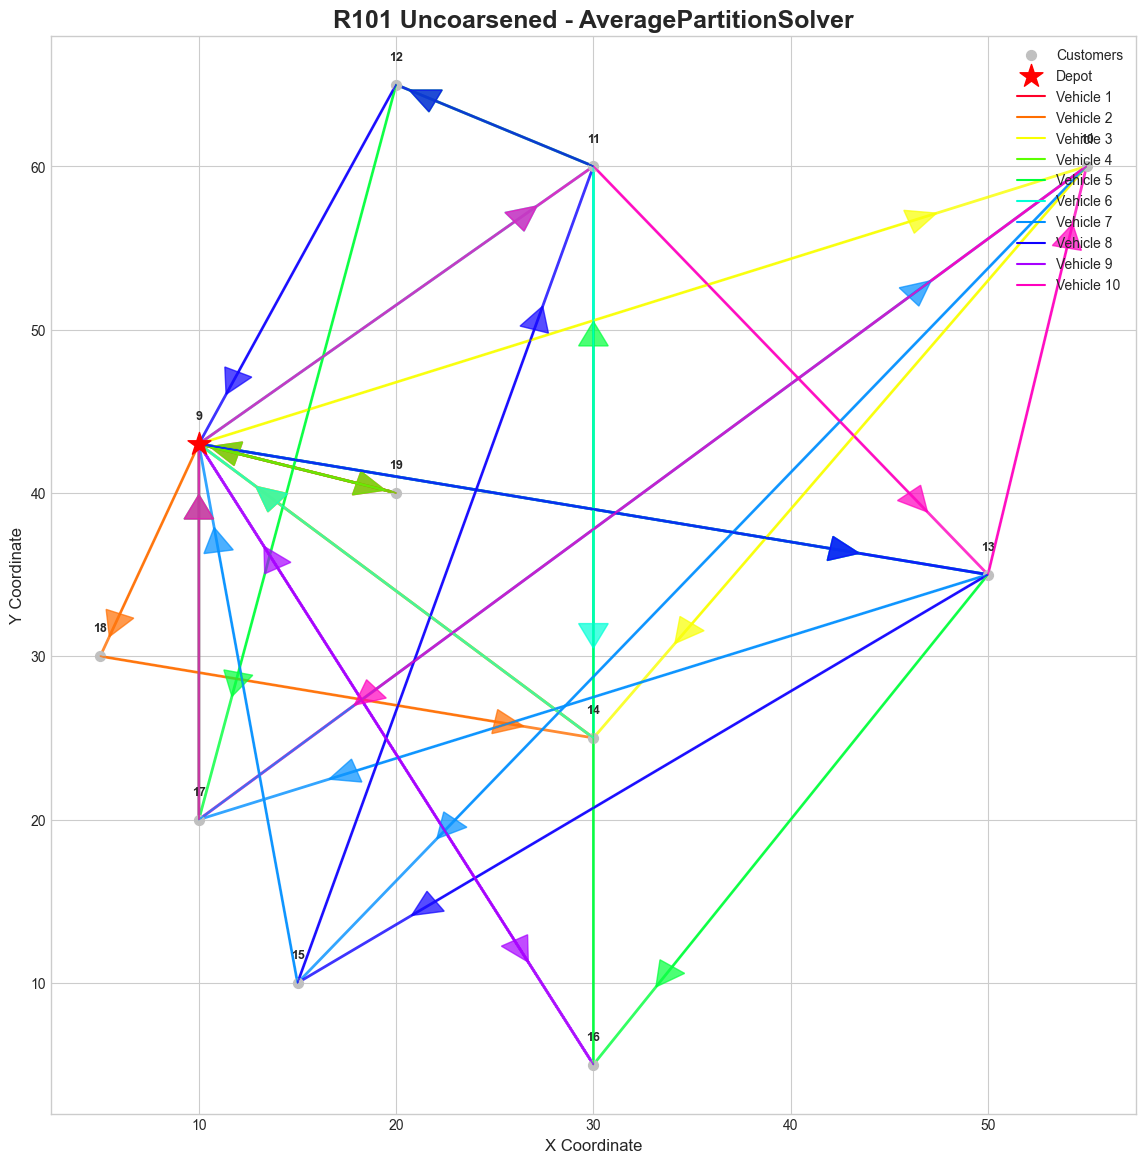 R101 Uncoarsened - AveragePartitionSolver
Customers
Depot
Vehicle 1
Vehicle 2
Vehicle 3
Vehicle 4
Vehicle 5
Vehicle 6
Vehicle 7
Vehicle 8
Vehicle 9
Vehicle 10
12
11
10
9
19
13
18
14
17
15
16
60
50
40
30
20
10
Y Coordinate
10
20
30
40
50
X Coordinate